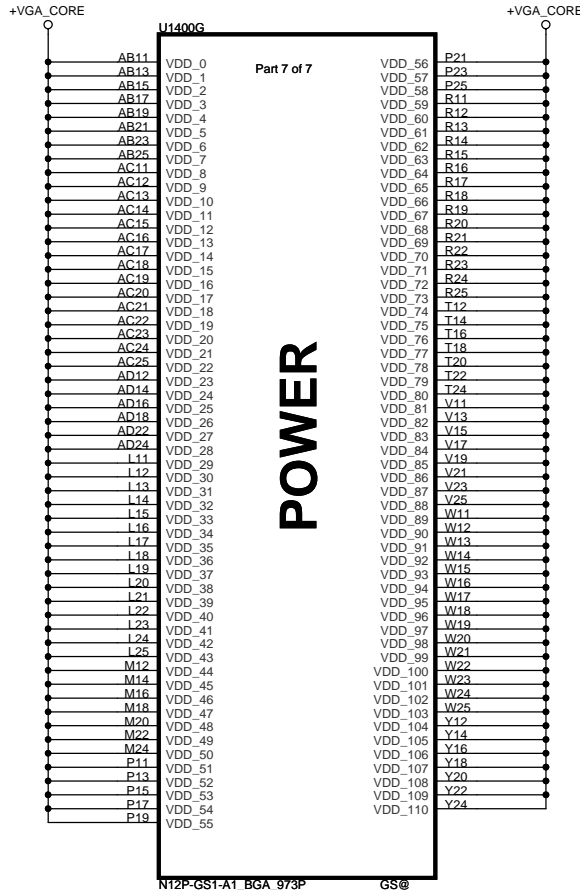 +VGA_CORE +VGA_CORE
U1400G
Part 7 of 7
AB11 VDD_0 VDD_56 P21
AB13 VDD_1 VDD_57 P23
AB15 VDD_2 VDD_58 P25
AB17 VDD_3 VDD_59 R11
AB19 VDD_4 VDD_60 R12
AB21 VDD_5 VDD_61 R13
AB23 VDD_6 VDD_62 R14
AB25 VDD_7 VDD_63 R15
AC11 VDD_8 VDD_64 R16
AC12 VDD_9 VDD_65 R17
AC13 VDD_10 VDD_66 R18
AC14 VDD_11 VDD_67 R19
AC15 VDD_12 VDD_68 R20
AC16 VDD_13 VDD_69 R21
AC17 VDD_14 VDD_70 R22
AC18 VDD_15 VDD_71 R23
AC19 VDD_16 VDD_72 R24
AC20 VDD_17 VDD_73 R25
AC21 VDD_18 VDD_74 T12
AC22 VDD_19 VDD_75 T14
AC23 VDD_20 VDD_76 T16
AC24 VDD_21 VDD_77 T18
AC25 VDD_22 VDD_78 T20
AD12 VDD_23 VDD_79 T22
AD14 VDD_24 VDD_80 T24
AD16 VDD_25 VDD_81 V11
AD18 VDD_26 VDD_82 V13
AD22 VDD_27 VDD_83 V15
AD24 VDD_28 VDD_84 V17
L11 VDD_29 VDD_85 V19
L12 VDD_30 VDD_86 V21
L13 VDD_31 VDD_87 V23
L14 VDD_32 VDD_88 V25
L15 VDD_33 VDD_89 W11
L16 VDD_34 VDD_90 W12
L17 VDD_35 VDD_91 W13
L18 VDD_36 VDD_92 W14
L19 VDD_37 VDD_93 W15
L20 VDD_38 VDD_94 W16
L21 VDD_39 VDD_95 W17
L22 VDD_40 VDD_96 W18
L23 VDD_41 VDD_97 W19
L24 VDD_42 VDD_98 W20
L25 VDD_43 VDD_99 W21
M12 VDD_44 VDD_100 W22
M14 VDD_45 VDD_101 W23
M16 VDD_46 VDD_102 W24
M18 VDD_47 VDD_103 W25
M20 VDD_48 VDD_104 Y12
M22 VDD_49 VDD_105 Y14
M24 VDD_50 VDD_106 Y16
P11 VDD_51 VDD_107 Y18
P13 VDD_52 VDD_108 Y20
P15 VDD_53 VDD_109 Y22
P17 VDD_54 VDD_110 Y24
P19 VDD_55
POWER
N12P-GS1-A1_BGA_973P GS@